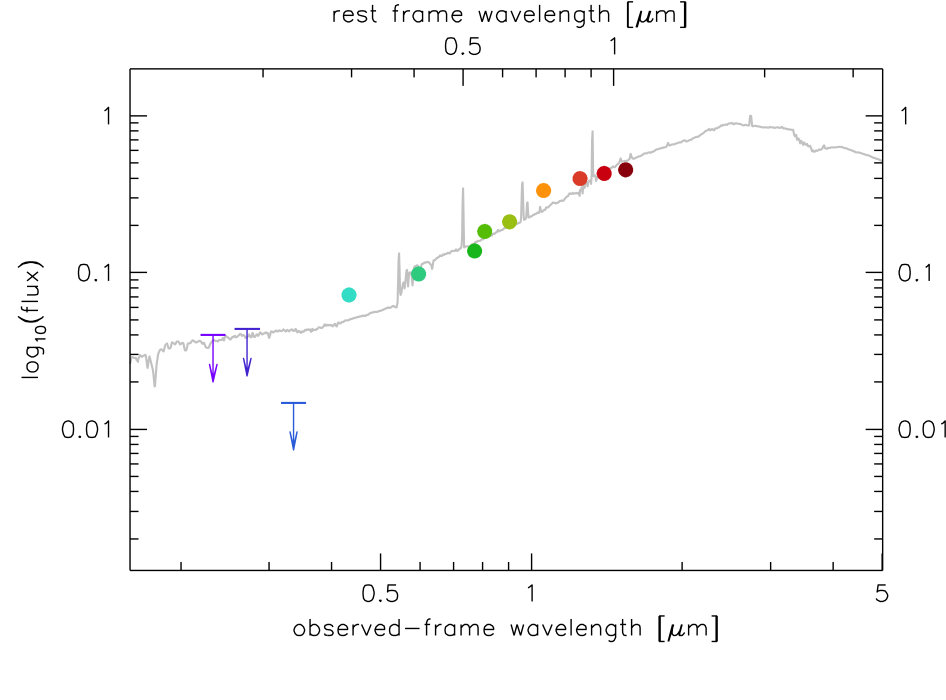 rest frame wavelength [μm]
0.5 1
1 1
0.1 0.1
0.01 0.01
log₁₀(flux)
0.5 1 5
observed-frame wavelength [μm]